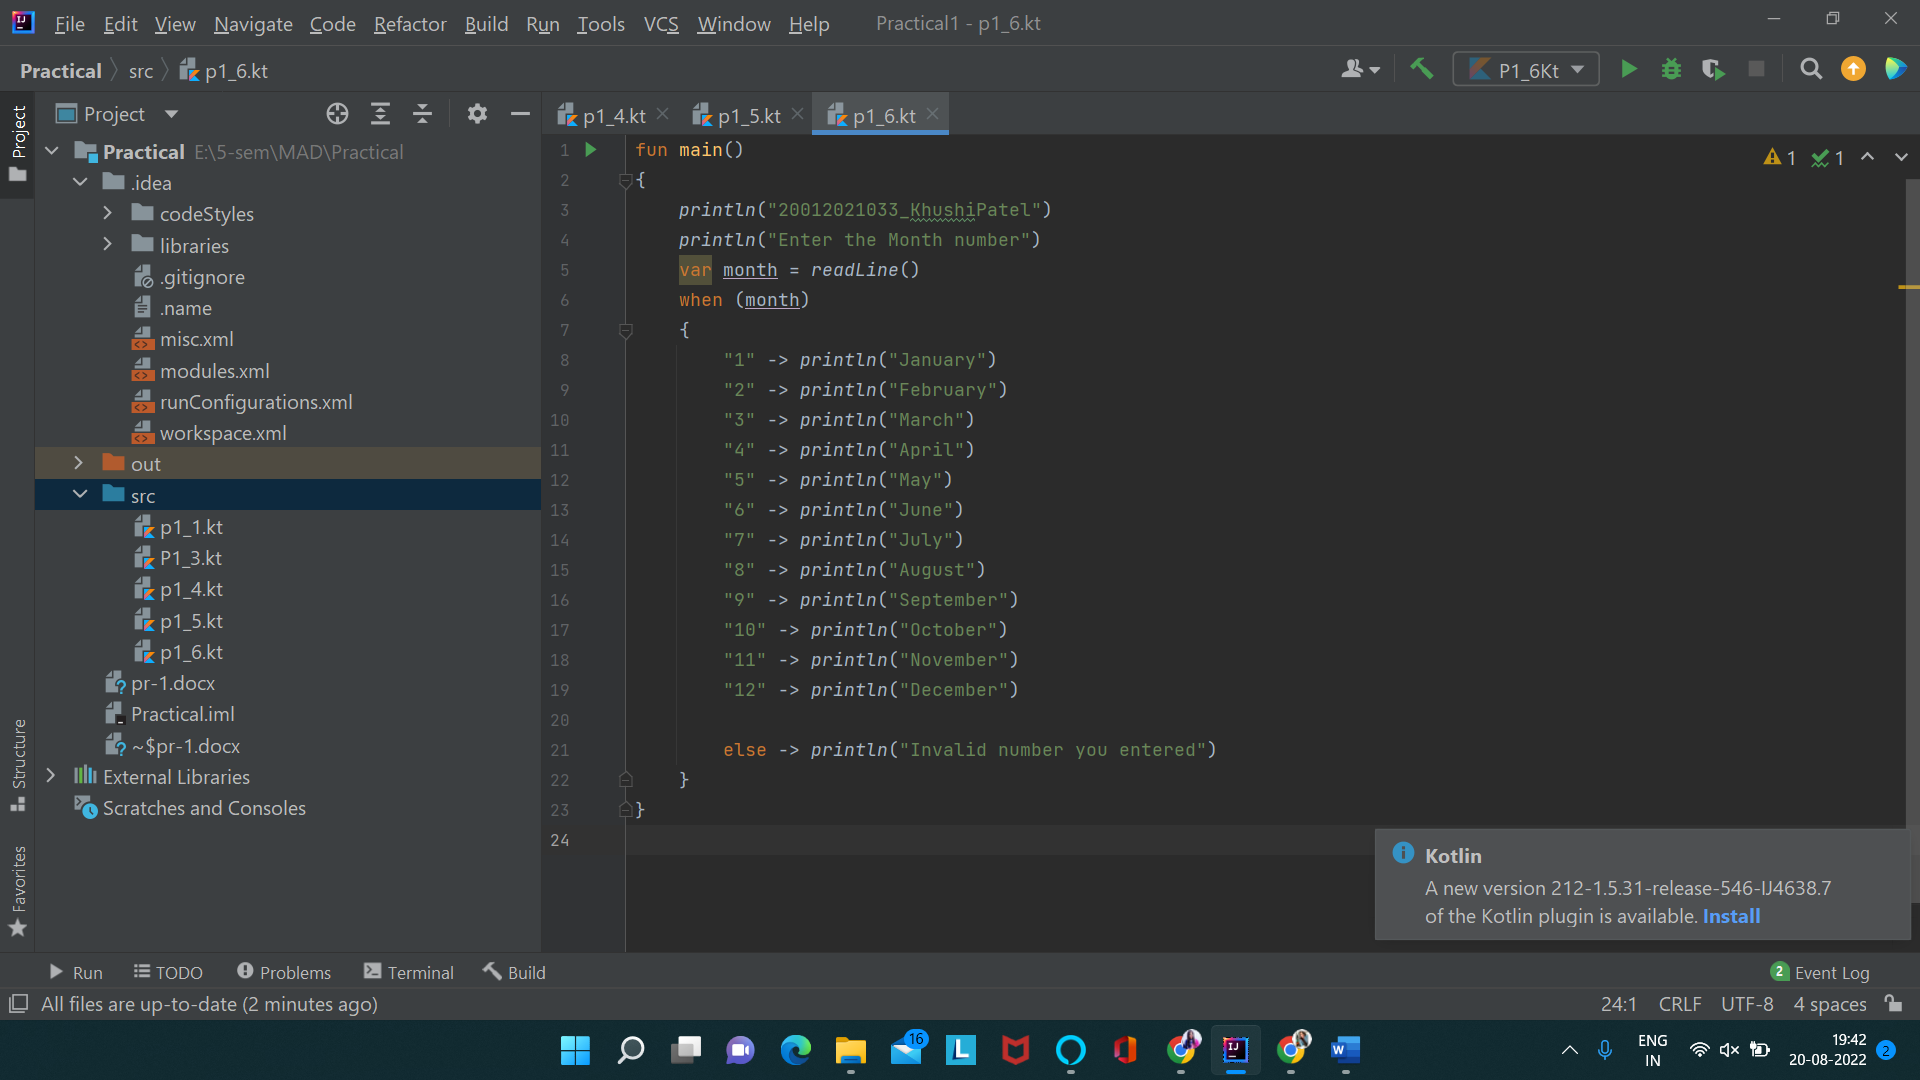 File Edit View Navigate Code Refactor Build Run Tools VCS Window Help Practical1 - p1_6.kt
Practical src p1_6.kt P1_6Kt
Project
Project p1_4.kt p1_5.kt p1_6.kt
Practical E:\5-sem\MAD\Practical
.idea
codeStyles
libraries
.gitignore
.name
misc.xml
modules.xml
runConfigurations.xml
workspace.xml
out
src
p1_1.kt
P1_3.kt
p1_4.kt
p1_5.kt
p1_6.kt
pr-1.docx
Practical.iml
~$pr-1.docx
External Libraries
Scratches and Consoles
Structure
Favorites
1 fun main()
2 {
3 println("20012021033_KhushiPatel")
4 println("Enter the Month number")
5 var month = readLine()
6 when (month)
7 {
8 "1" -> println("January")
9 "2" -> println("February")
10 "3" -> println("March")
11 "4" -> println("April")
12 "5" -> println("May")
13 "6" -> println("June")
14 "7" -> println("July")
15 "8" -> println("August")
16 "9" -> println("September")
17 "10" -> println("October")
18 "11" -> println("November")
19 "12" -> println("December")
20
21 else -> println("Invalid number you entered")
22 }
23 }
24
1 1
Kotlin
A new version 212-1.5.31-release-546-IJ4638.7
of the Kotlin plugin is available. Install
Run TODO Problems Terminal Build 2 Event Log
All files are up-to-date (2 minutes ago) 24:1 CRLF UTF-8 4 spaces
16
L
IJ
W
ENG
IN
19:42
20-08-2022
2